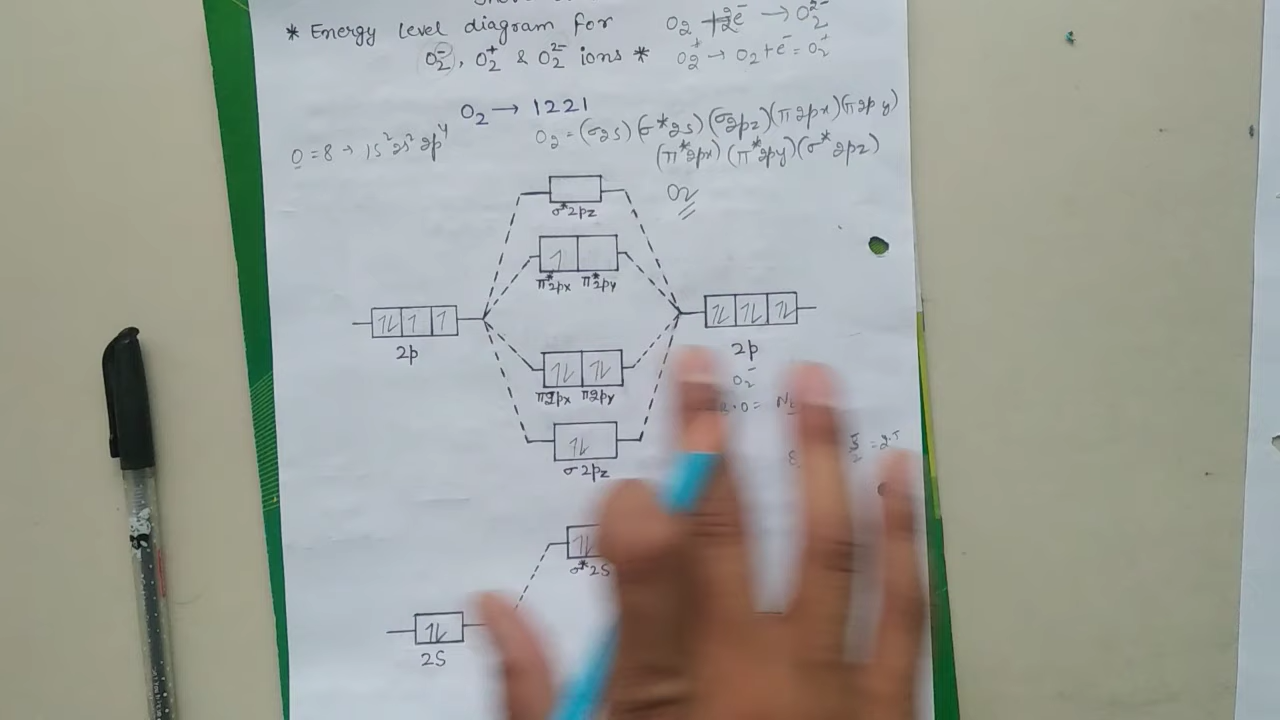 * Energy level diagram for O2 + 2e⁻ → O2²⁻
O2⁻, O2⁺ & O2²⁻ ions * O2⁺ → O2 + e⁻ = O2⁺
O2 → 1221
O = 8 → 1s² 2s² 2p⁴
O2 = (σ2s) (σ*2s) (σ2pz) (π2px) (π2py)
(π*2px) (π*2py) (σ*2pz)
O2
σ*2pz
π*2px π*2py
2p
2p
O2⁻
π2px π2py
σ2pz
σ*2s
2s